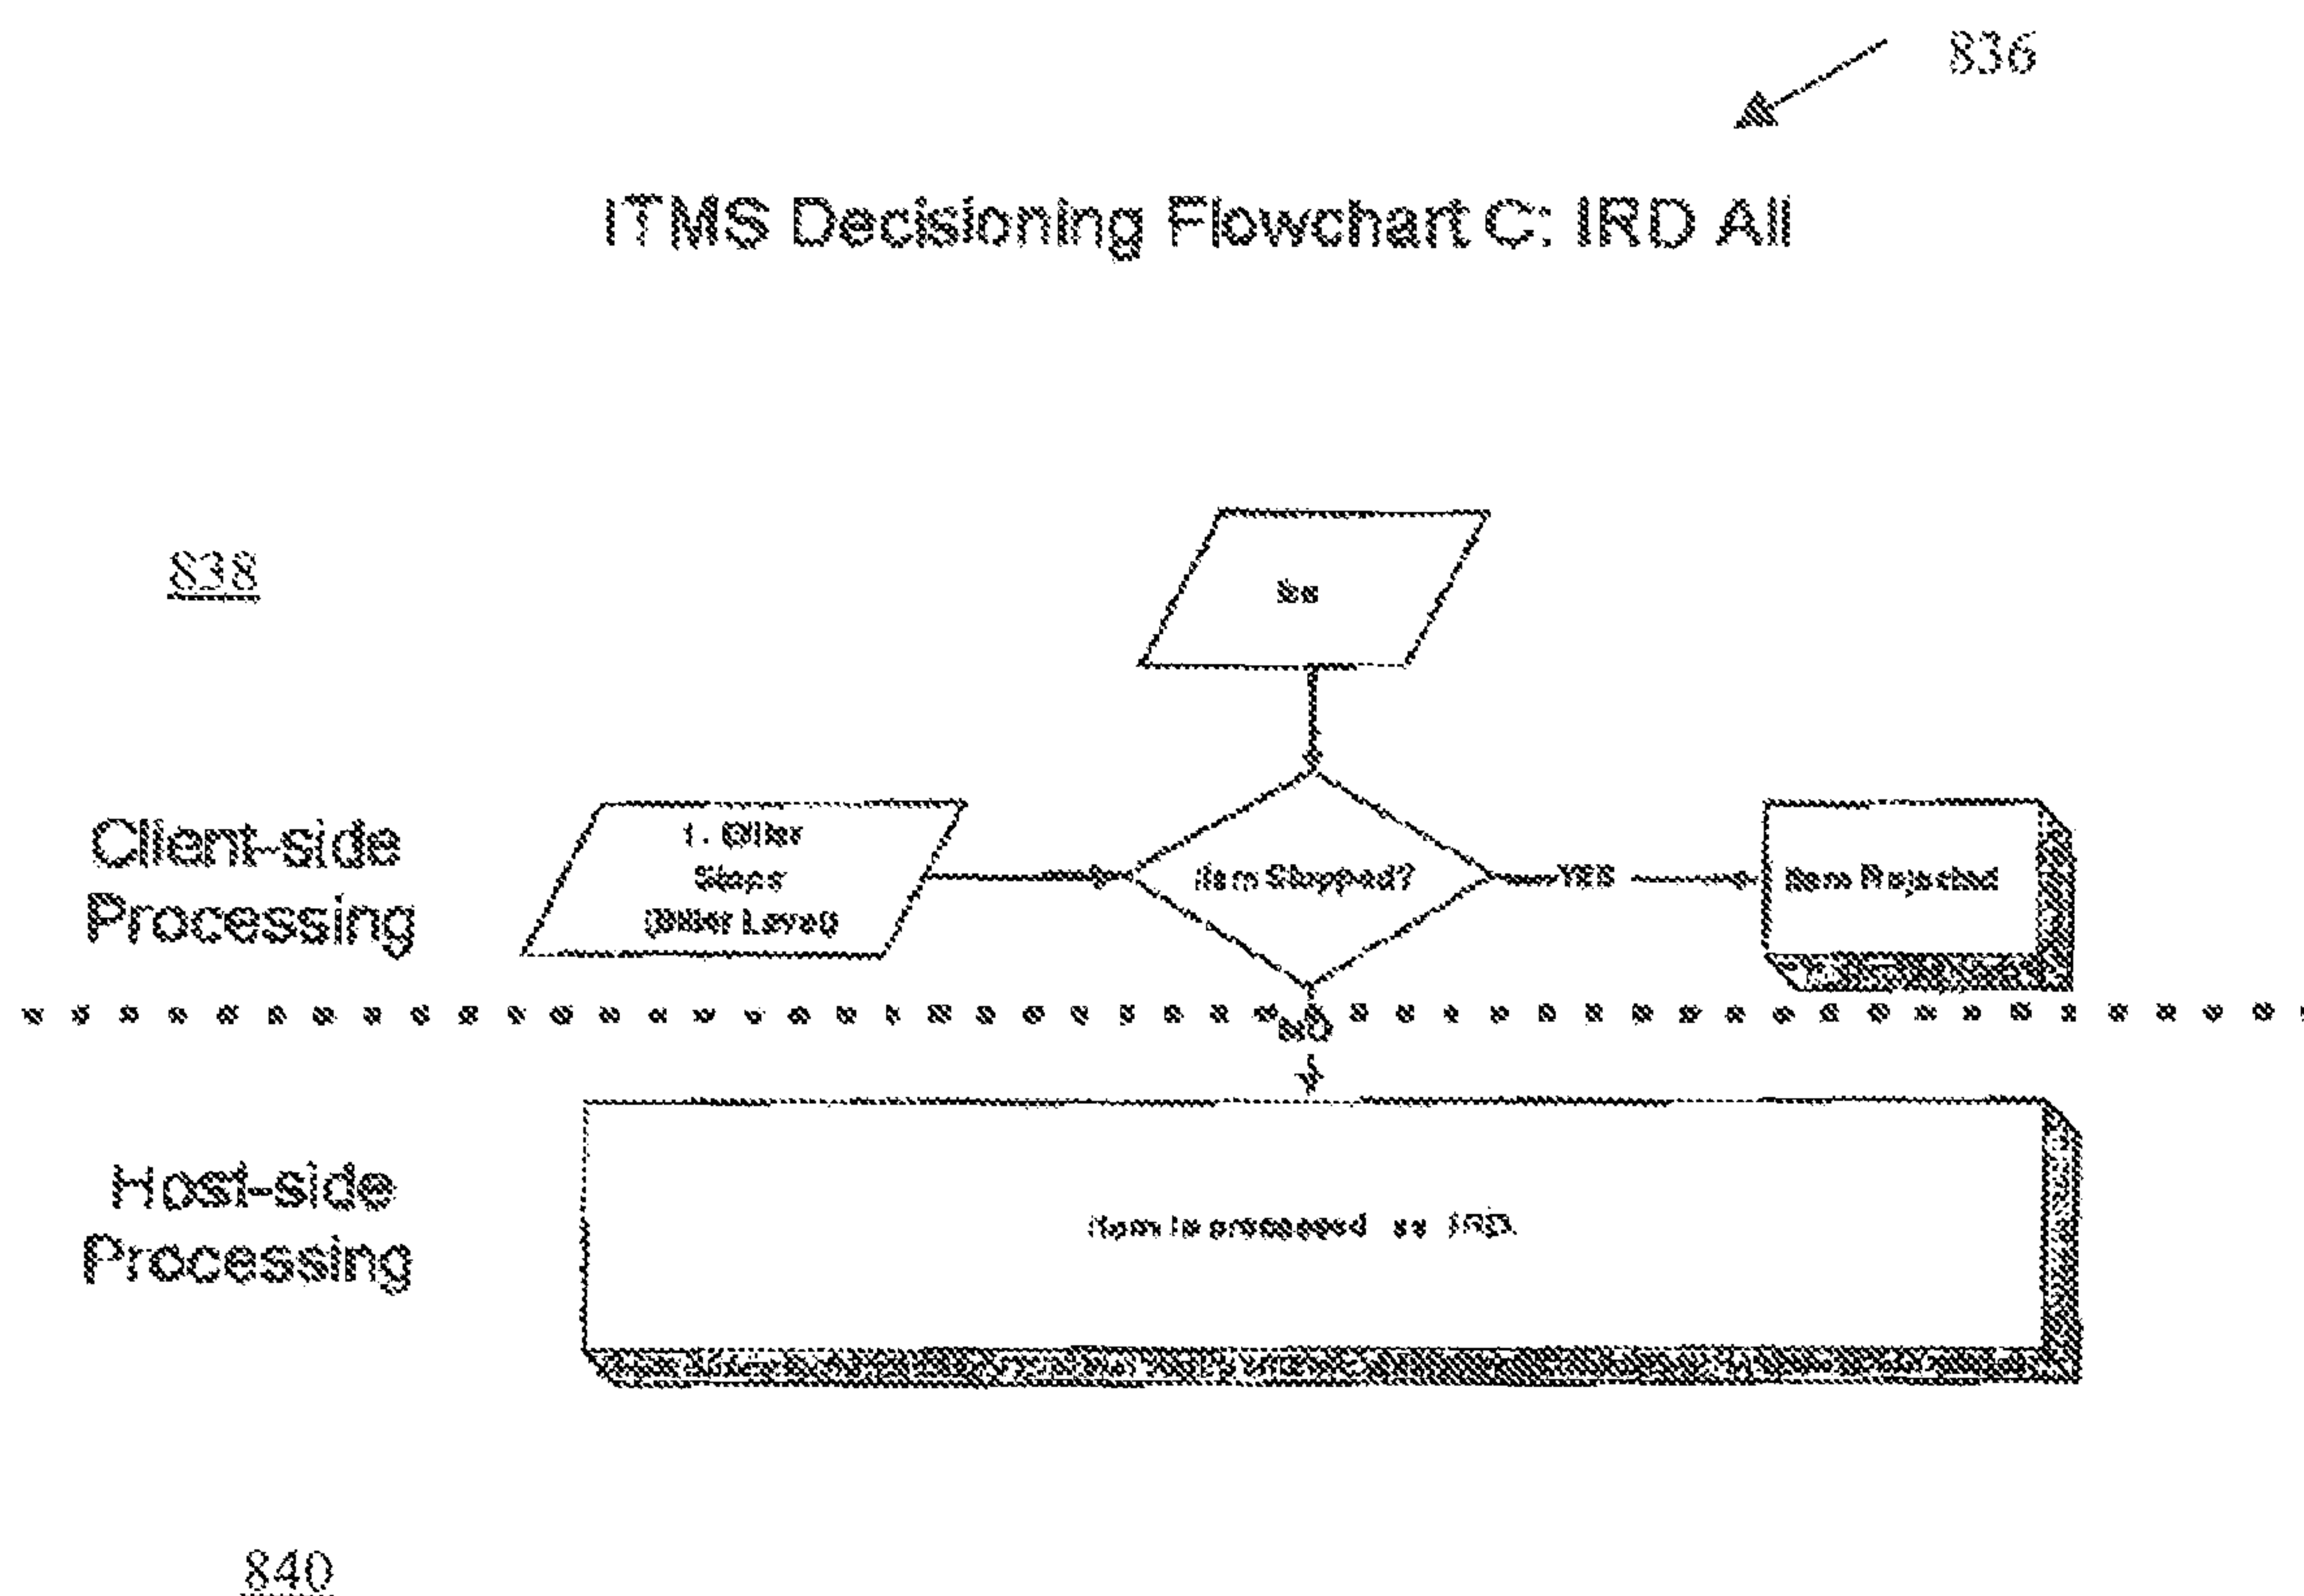 836
ITMS Decisioning Flowchart C: IRD All
838
Client-side
Processing
1. Biller
Stops
(Biller Level)
Item Stopped?
YES
Item Rejected
NO
Host-side
Processing
Item is processed as IRD.
840